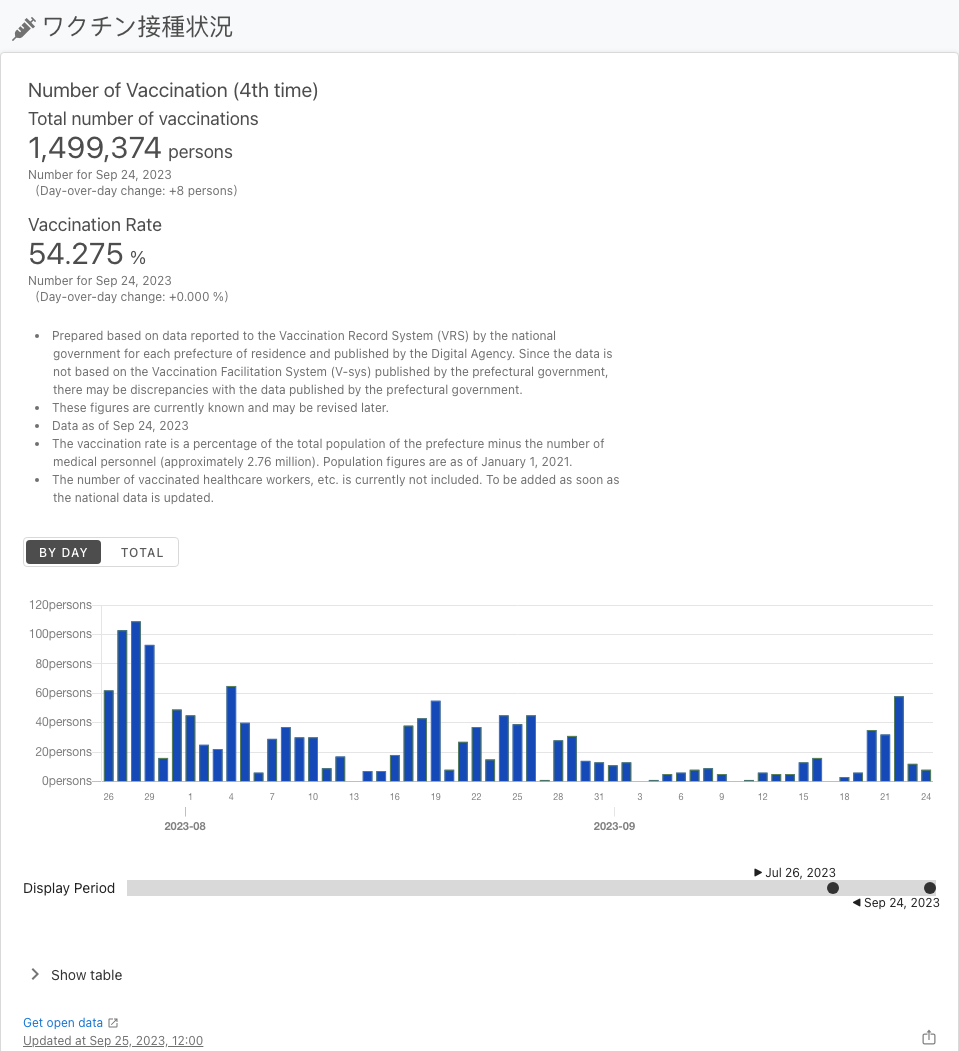 ワクチン接種状況
Number of Vaccination (4th time)
Total number of vaccinations
1,499,374 persons
Number for Sep 24, 2023
(Day-over-day change: +8 persons)
Vaccination Rate
54.275 %
Number for Sep 24, 2023
(Day-over-day change: +0.000 %)
• Prepared based on data reported to the Vaccination Record System (VRS) by the national
government for each prefecture of residence and published by the Digital Agency. Since the data is
not based on the Vaccination Facilitation System (V-sys) published by the prefectural government,
there may be discrepancies with the data published by the prefectural government.
• These figures are currently known and may be revised later.
• Data as of Sep 24, 2023
• The vaccination rate is a percentage of the total population of the prefecture minus the number of
medical personnel (approximately 2.76 million). Population figures are as of January 1, 2021.
• The number of vaccinated healthcare workers, etc. is currently not included. To be added as soon as
the national data is updated.
BY DAY TOTAL
120persons
100persons
80persons
60persons
40persons
20persons
0persons
26 29 1 4 7 10 13 16 19 22 25 28 31 3 6 9 12 15 18 21 24
2023-08 2023-09
Jul 26, 2023
Display Period
Sep 24, 2023
Show table
Get open data
Updated at Sep 25, 2023, 12:00